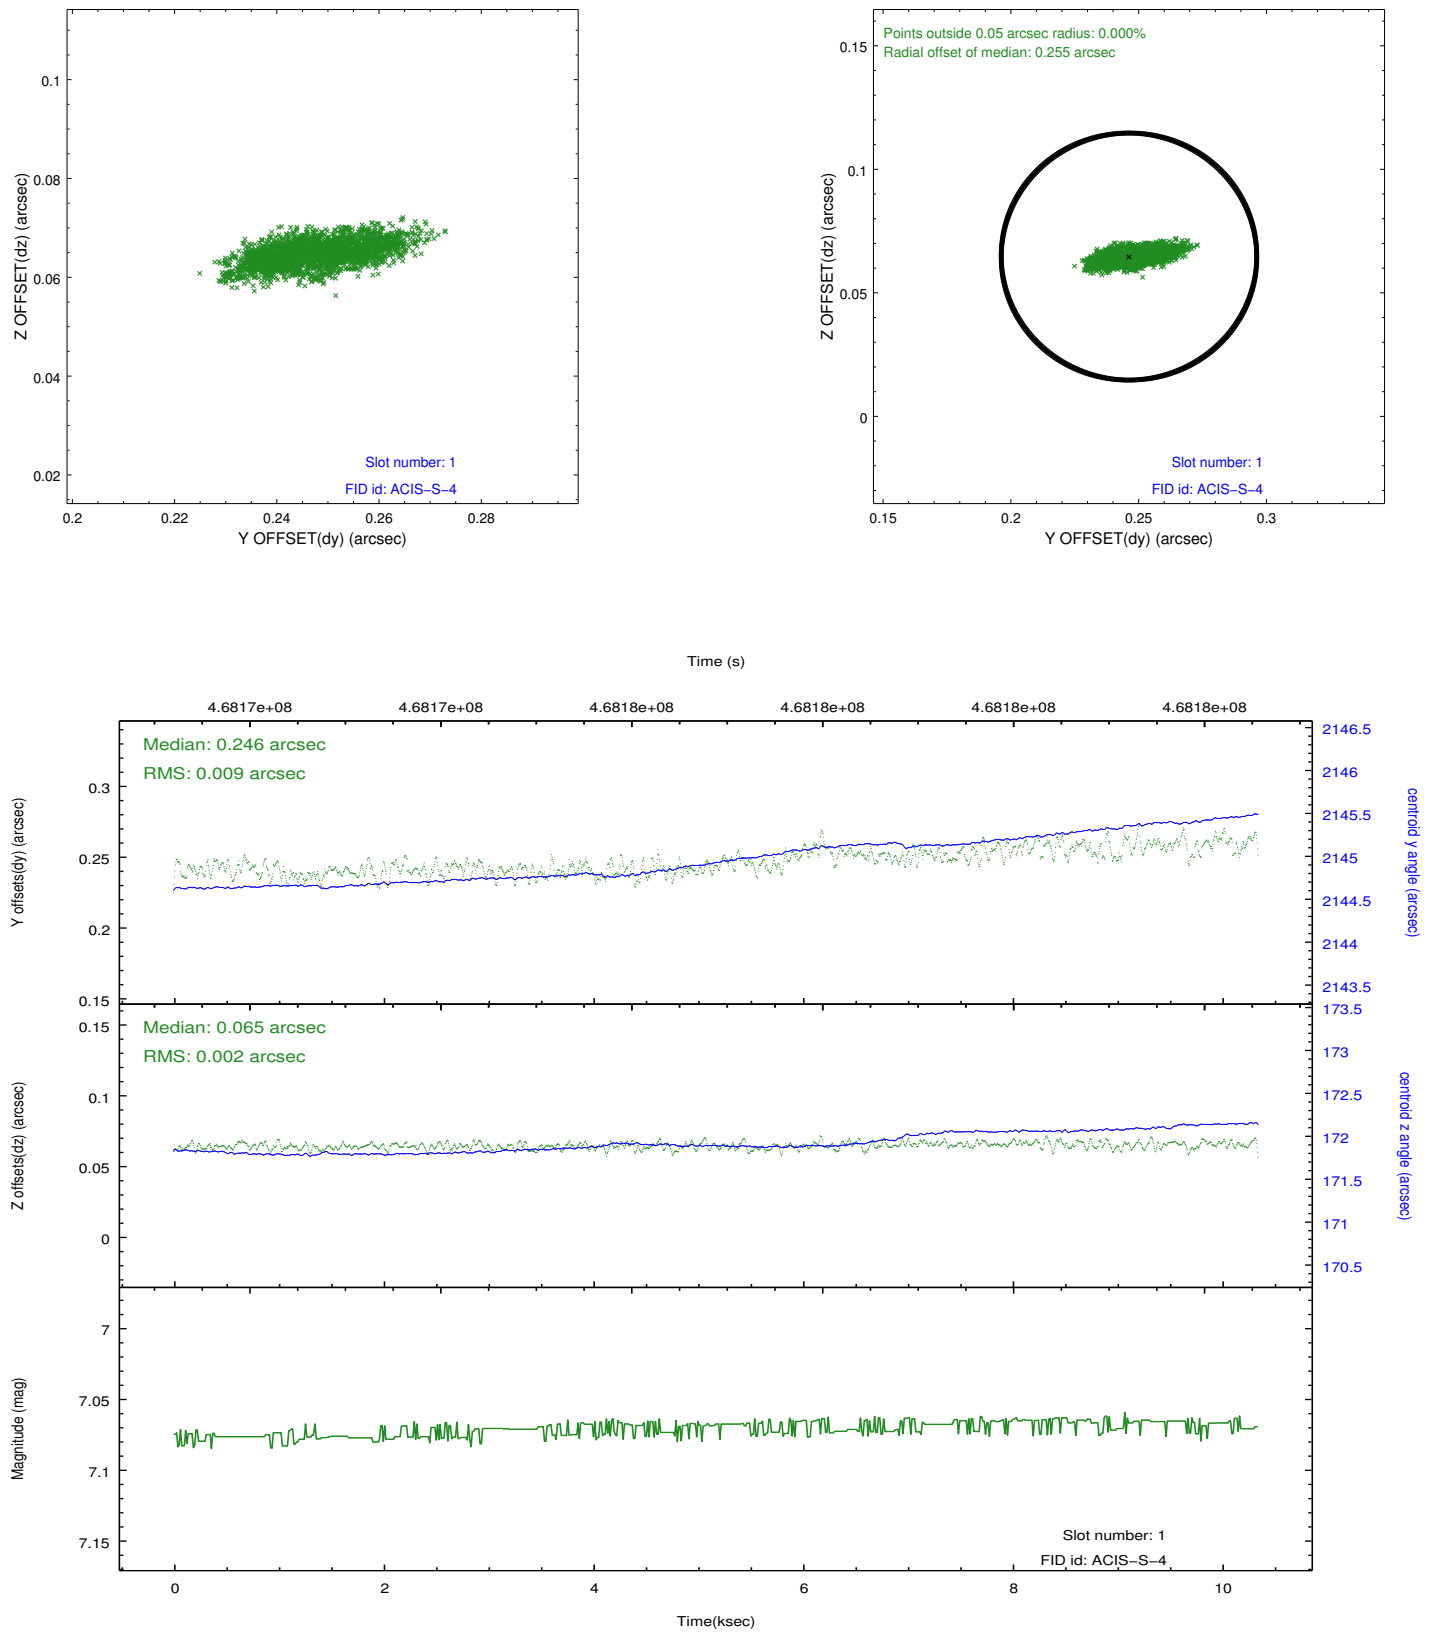 0.1
0.08
0.06
0.04
0.02
Z OFFSET(dz) (arcsec)
Slot number: 1
FID id: ACIS−S−4
0.2 0.22 0.24 0.26 0.28
Y OFFSET(dy) (arcsec)
Points outside 0.05 arcsec radius: 0.000%
Radial offset of median: 0.255 arcsec
0.15
0.1
0.05
0
Z OFFSET(dz) (arcsec)
Slot number: 1
FID id: ACIS−S−4
0.15 0.2 0.25 0.3
Y OFFSET(dy) (arcsec)
Time (s)
4.6817e+08 4.6817e+08 4.6818e+08 4.6818e+08 4.6818e+08 4.6818e+08
Median: 0.246 arcsec
RMS: 0.009 arcsec
0.3
0.25
0.2
0.15
Y offsets(dy) (arcsec)
2146.5
2146
2145.5
2145
2144.5
2144
2143.5
centroid y angle (arcsec)
Median: 0.065 arcsec
RMS: 0.002 arcsec
0.15
0.1
0.05
0
Z offsets(dz) (arcsec)
173.5
173
172.5
172
171.5
171
170.5
centroid z angle (arcsec)
7
7.05
7.1
7.15
Magnitude (mag)
Slot number: 1
FID id: ACIS−S−4
0 2 4 6 8 10
Time(ksec)